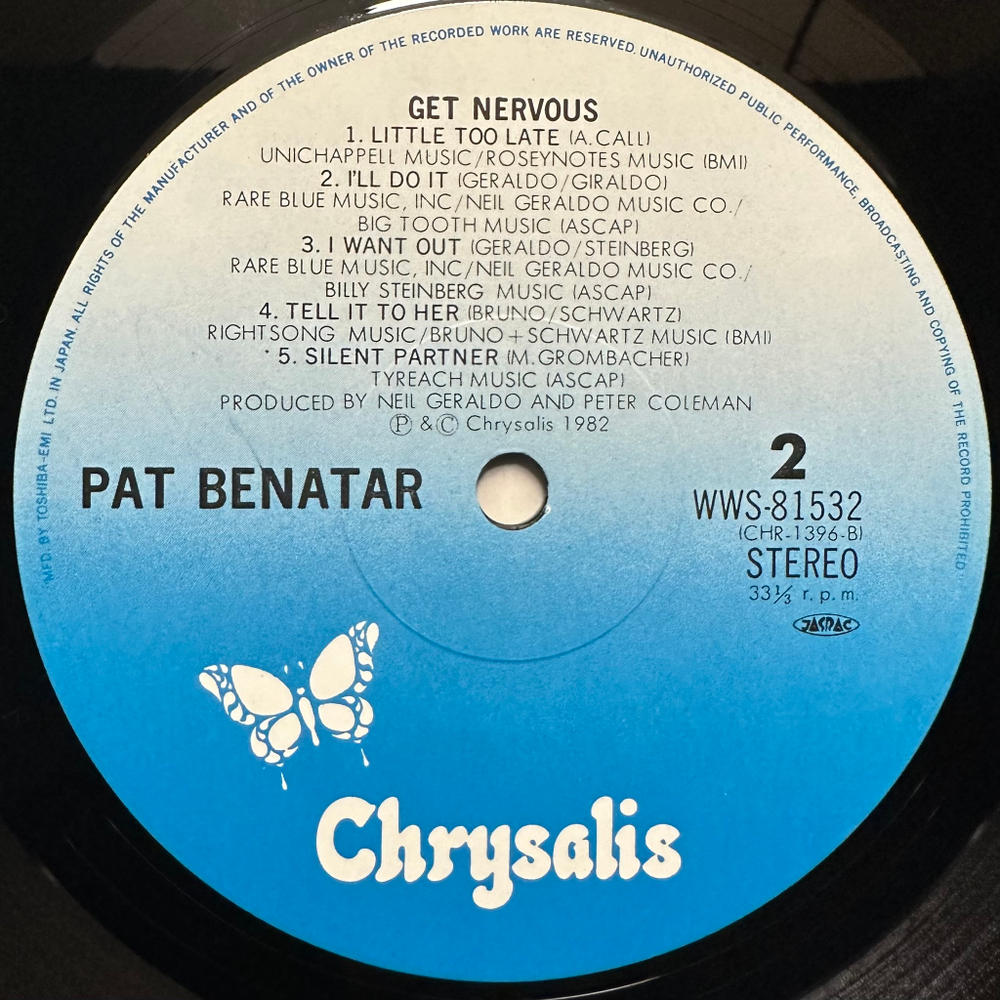 MFD. BY TOSHIBA-EMI LTD. IN JAPAN. ALL RIGHTS OF THE MANUFACTURER AND OF THE OWNER OF THE RECORDED WORK ARE RESERVED. UNAUTHORIZED PUBLIC PERFORMANCE, BROADCASTING AND COPYING OF THE RECORD PROHIBITED
GET NERVOUS
1. LITTLE TOO LATE (A. CALL)
UNICHAPPELL MUSIC/ROSEYNOTES MUSIC (BMI)
2. I'LL DO IT (GERALDO/GIRALDO)
RARE BLUE MUSIC, INC/NEIL GERALDO MUSIC CO./
BIG TOOTH MUSIC (ASCAP)
3. I WANT OUT (GERALDO/STEINBERG)
RARE BLUE MUSIC, INC/NEIL GERALDO MUSIC CO./
BILLY STEINBERG MUSIC (ASCAP)
4. TELL IT TO HER (BRUNO/SCHWARTZ)
RIGHTSONG MUSIC/BRUNO+SCHWARTZ MUSIC (BMI)
5. SILENT PARTNER (M. GROMBACHER)
TYREACH MUSIC (ASCAP)
PRODUCED BY NEIL GERALDO AND PETER COLEMAN
Ⓟ & Ⓒ Chrysalis 1982
PAT BENATAR
2
WWS-81532
(CHR-1396-B)
STEREO
33⅓ r.p.m.
JASRAC
Chrysalis